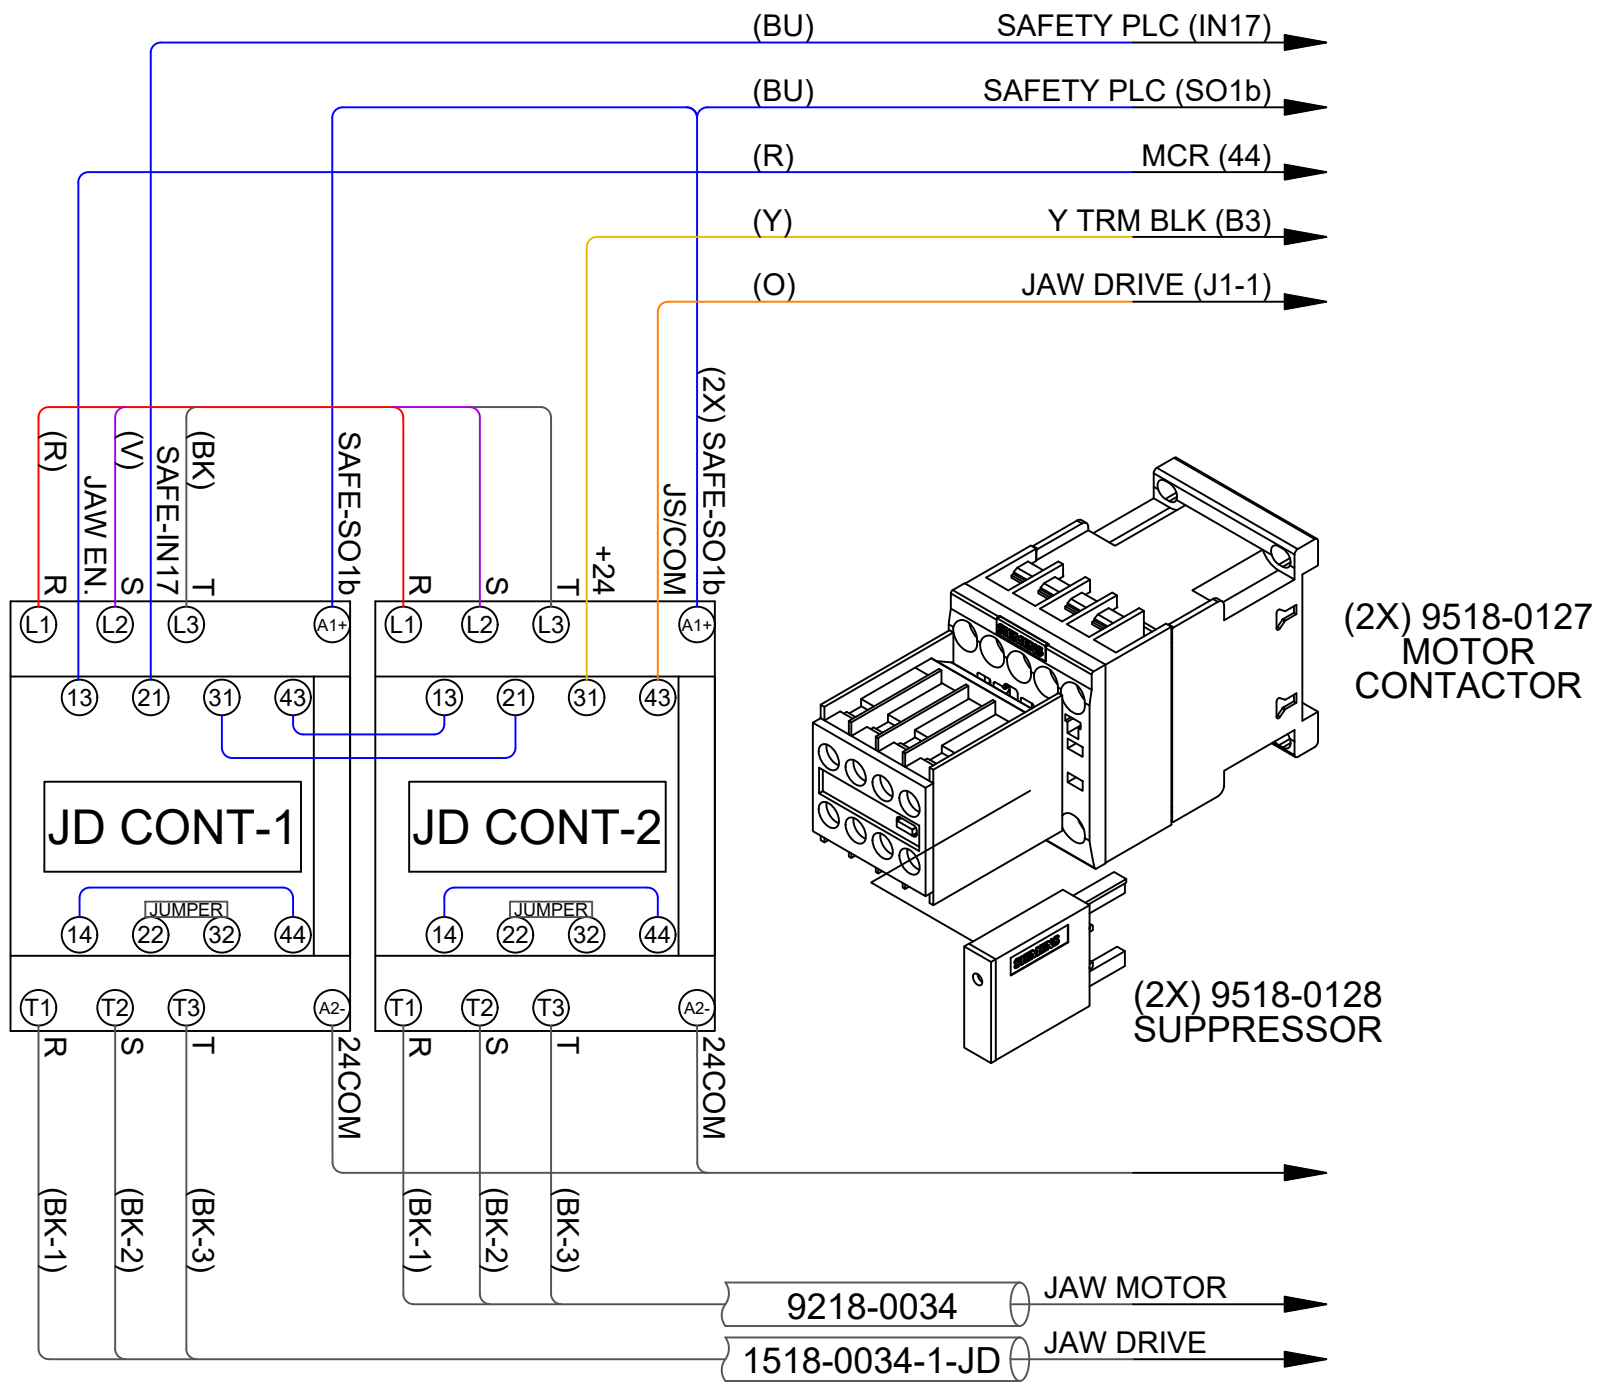 (BU) SAFETY PLC (IN17)
(BU) SAFETY PLC (SO1b)
(R) MCR (44)
(Y) Y TRM BLK (B3)
(O) JAW DRIVE (J1-1)
(R)
(V)
(BK)
R
JAW EN.
S
SAFE-IN17
T
SAFE-SO1b
R
S
T
+24
JS/COM
(2X) SAFE-SO1b
L1 L2 L3 A1+ L1 L2 L3 A1+
13 21 31 43 13 21 31 43
JD CONT-1 JD CONT-2
JUMPER JUMPER
14 22 32 44 14 22 32 44
T1 T2 T3 A2- T1 T2 T3 A2-
R
S
T
24COM
R
S
T
24COM
(BK-1)
(BK-2)
(BK-3)
(BK-1)
(BK-2)
(BK-3)
9218-0034 JAW MOTOR
1518-0034-1-JD JAW DRIVE
SIEMENS
(2X) 9518-0127
MOTOR
CONTACTOR
SIEMENS
(2X) 9518-0128
SUPPRESSOR